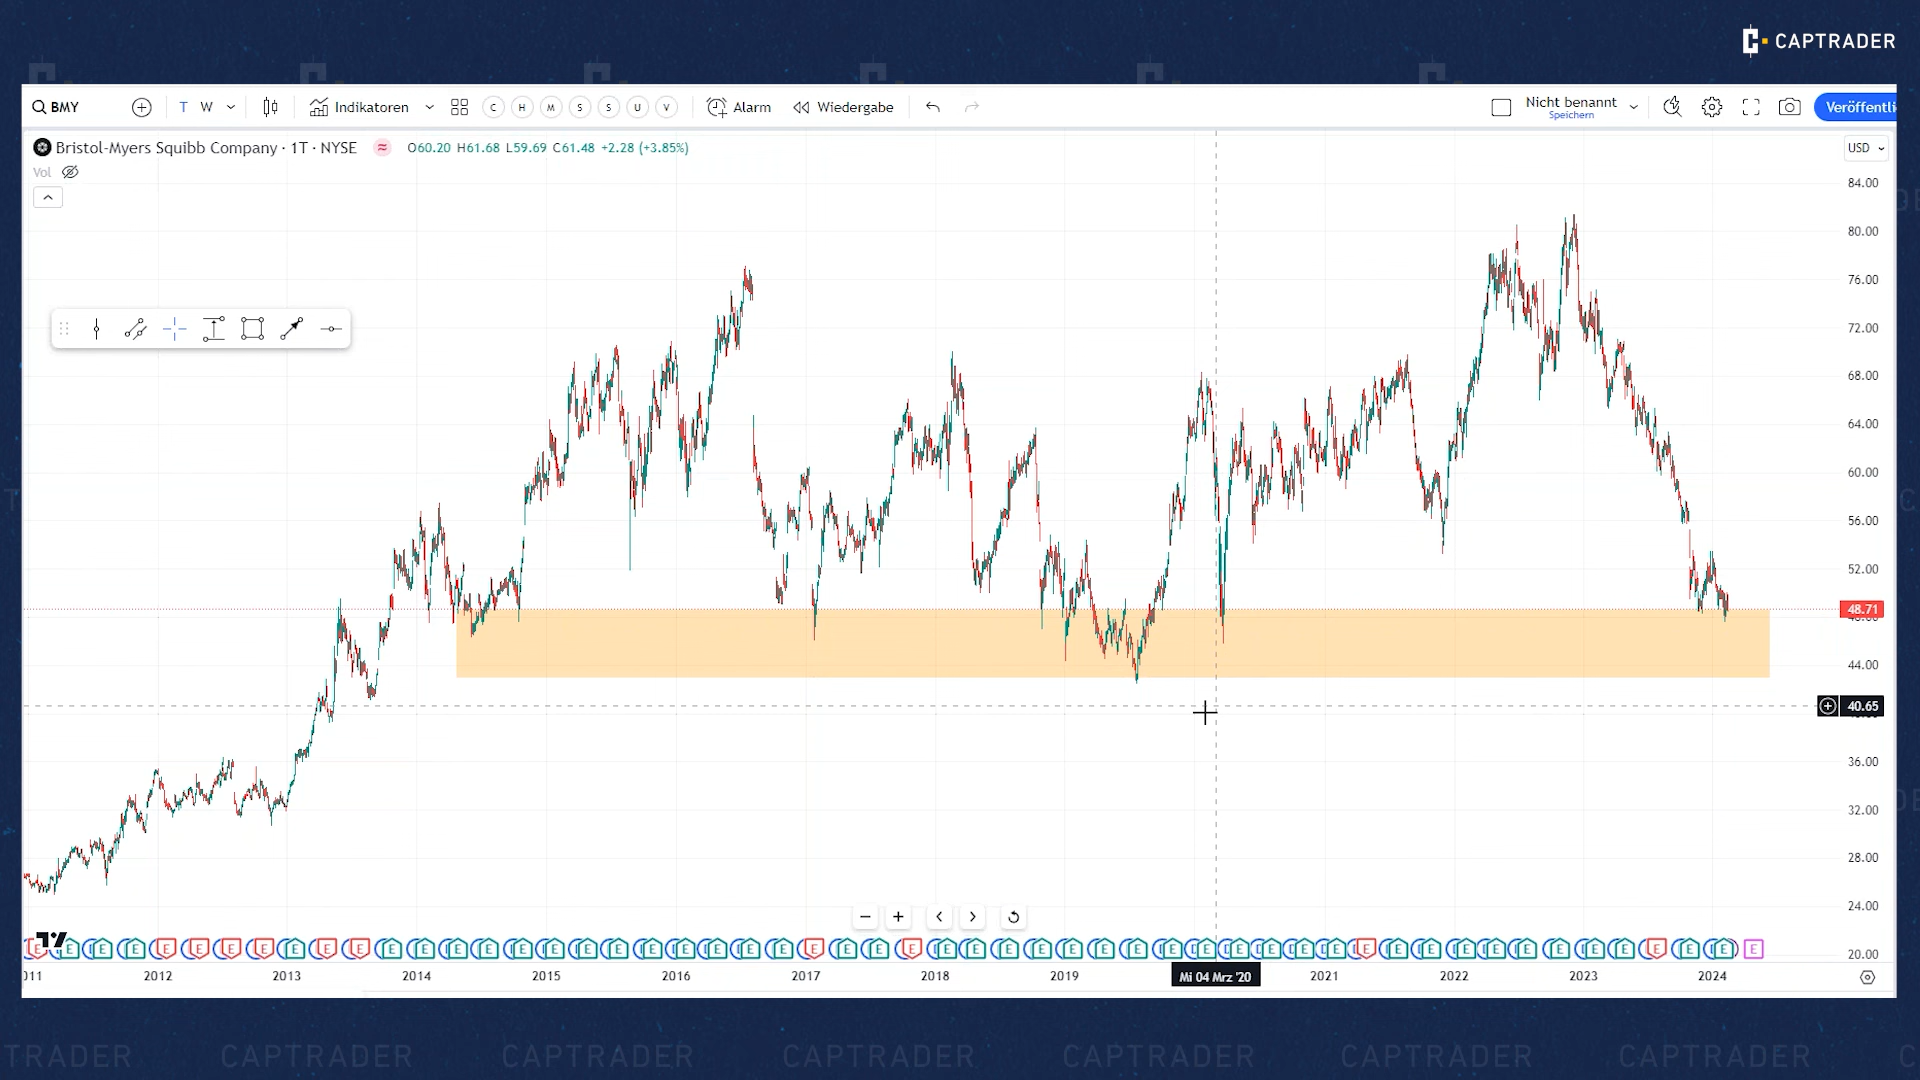 CAPTRADER
BMY T W Indikatoren C H M S S U V Alarm Wiedergabe Nicht benannt Speichern Veröffentli
Bristol-Myers Squibb Company · 1T · NYSE O60.20 H61.68 L59.69 C61.48 +2.28 (+3.85%) USD
Vol
84.00
80.00
76.00
72.00
68.00
64.00
60.00
56.00
52.00
48.71
44.00
40.65
36.00
32.00
28.00
24.00
20.00
011 2012 2013 2014 2015 2016 2017 2018 2019 Mi 04 Mrz '20 2021 2022 2023 2024
TRADER CAPTRADER CAPTRADER CAPTRADER CAPTRADER CAPTRADER CAPTRADER